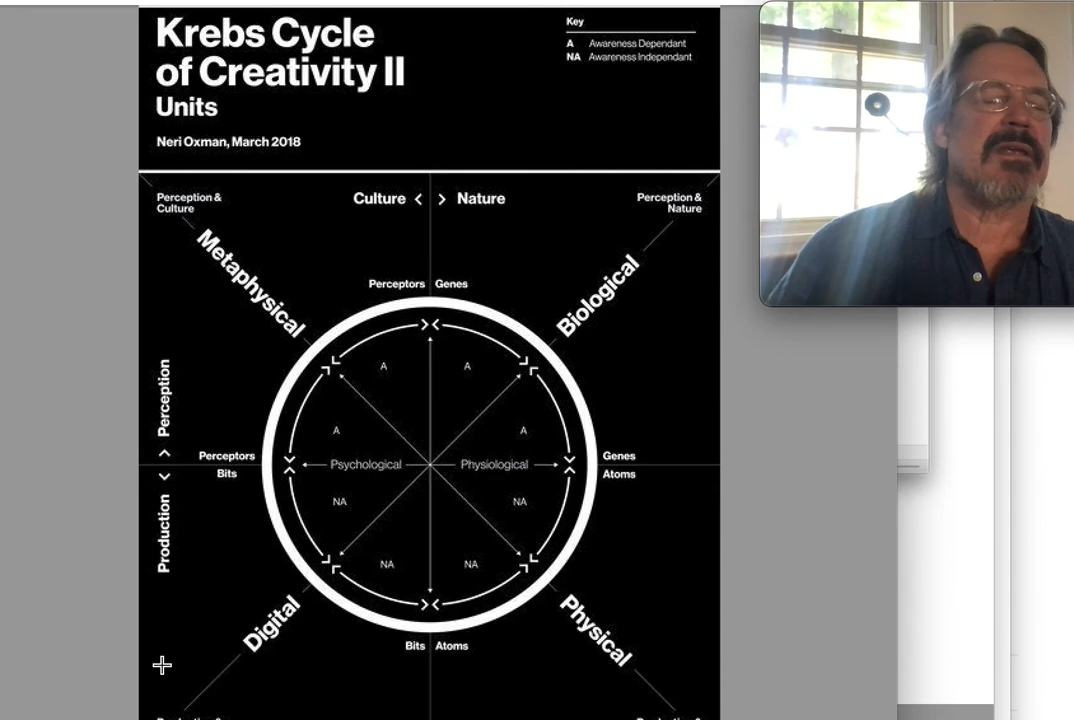 Krebs Cycle
of Creativity II
Units
Neri Oxman, March 2018
Key
A Awareness Dependant
NA Awareness Independant
Perception &
Culture
Culture < > Nature
Perception &
Nature
Metaphysical
Biological
Perceptors Genes
A
A
A
A
Perception
Production
Perceptors
Bits
Psychological
Physiological
Genes
Atoms
NA
NA
NA
NA
Digital
Physical
Bits Atoms